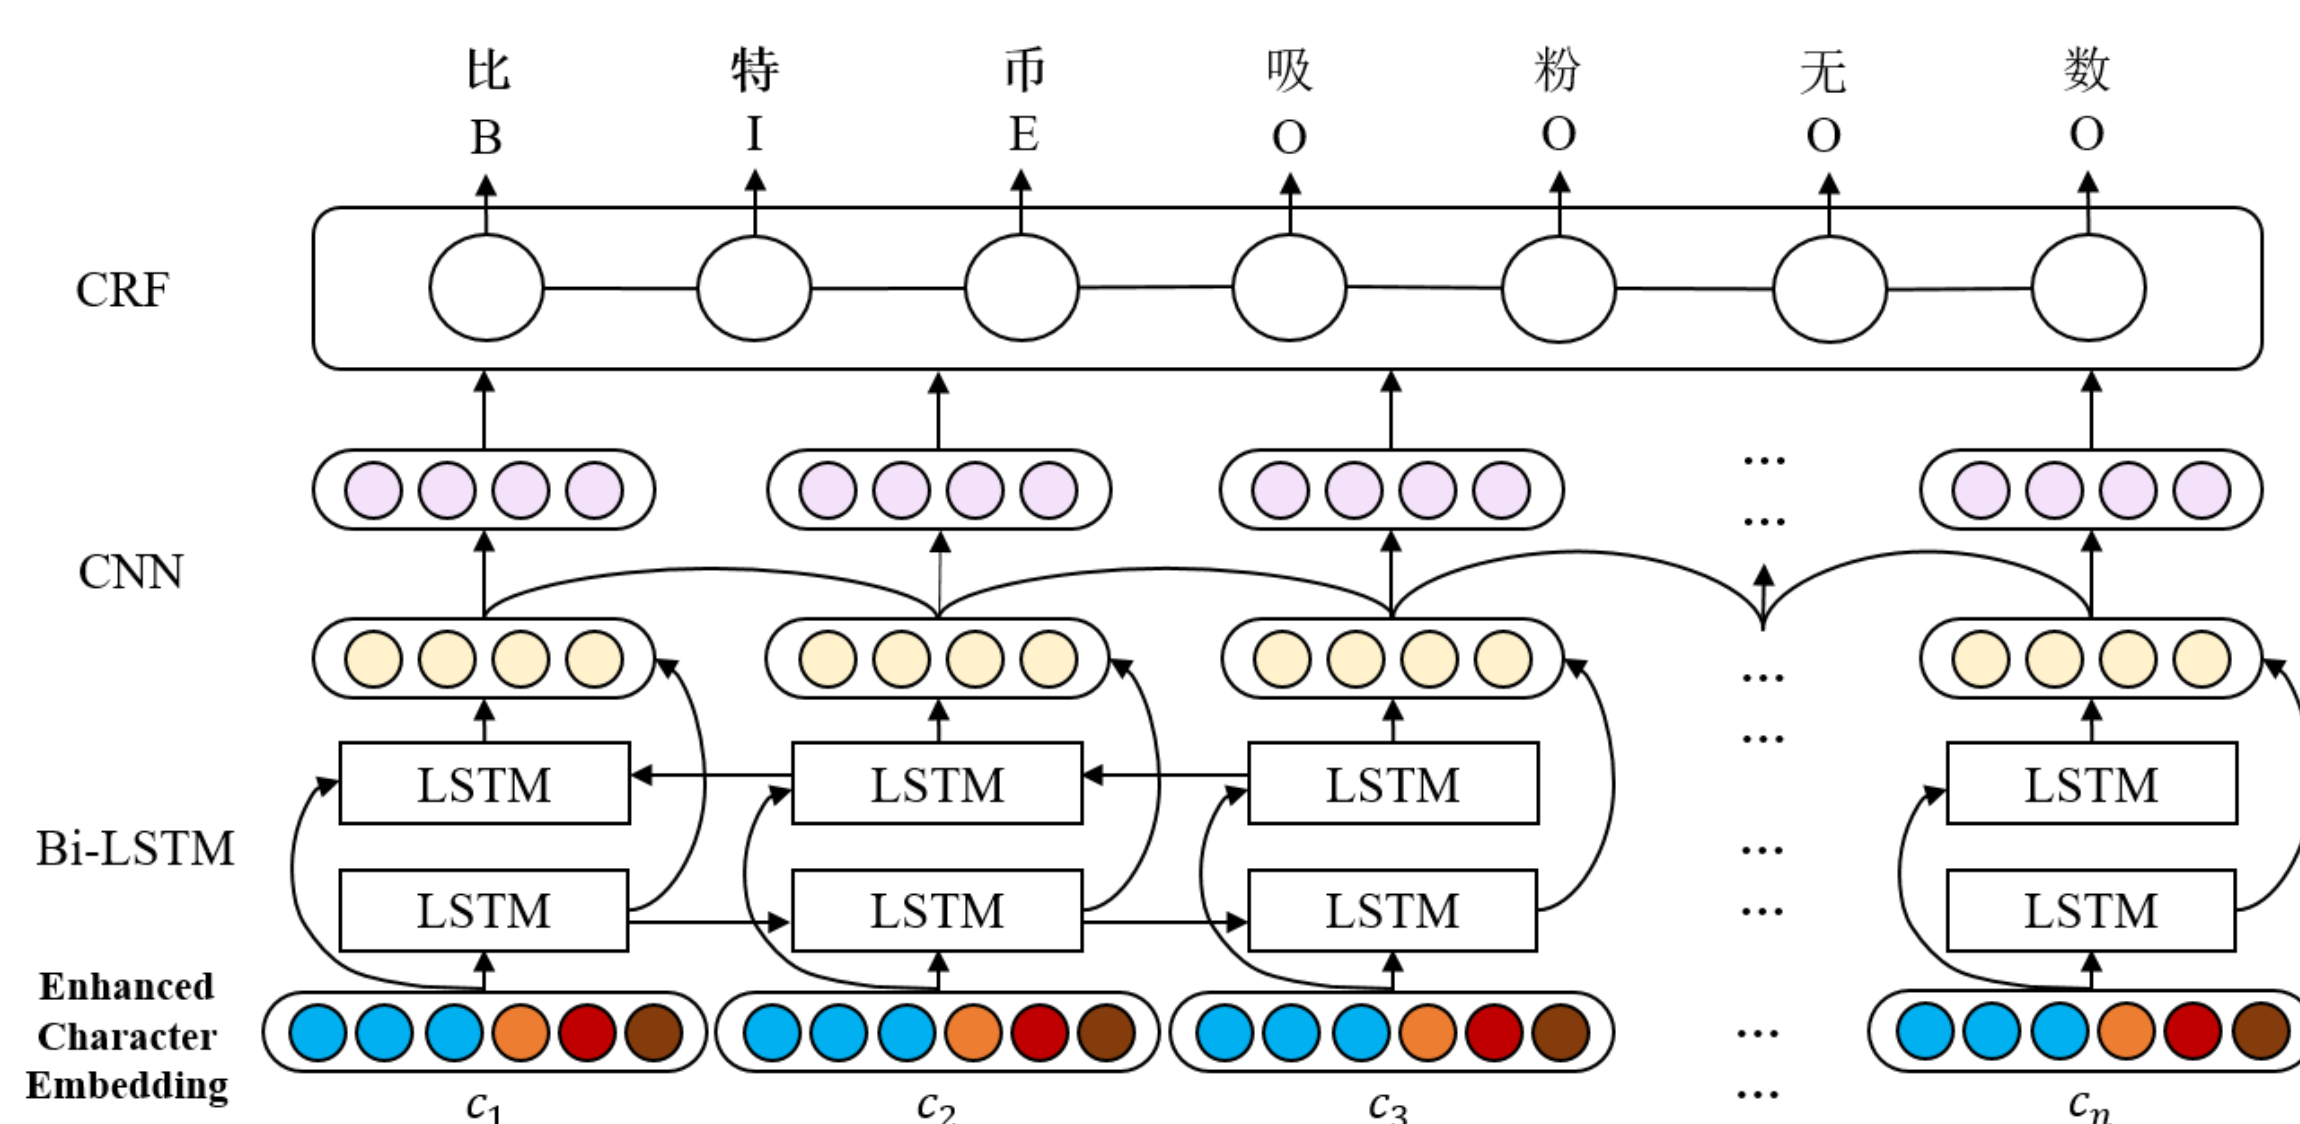 比 特 币 吸 粉 无 数
B I E O O O O
CRF
... 
...
CNN
...
...
LSTM LSTM LSTM LSTM
Bi-LSTM
...
LSTM LSTM LSTM ... LSTM
Enhanced
Character
Embedding
...
...
c₁ c₂ c₃ cₙ